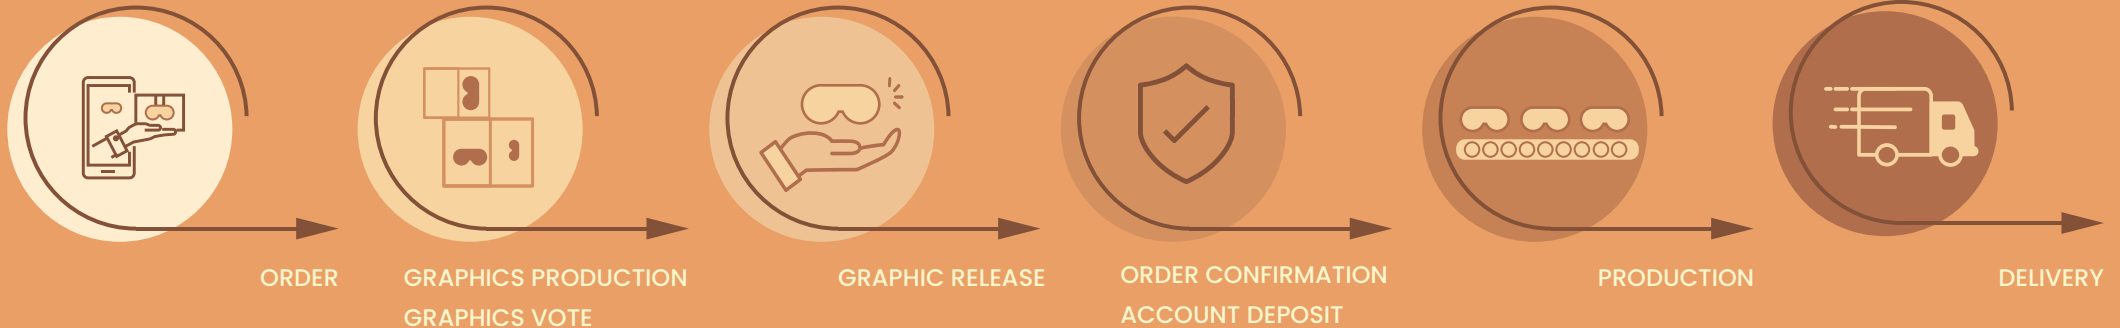 ORDER
GRAPHICS PRODUCTION
GRAPHICS VOTE
GRAPHIC RELEASE
ORDER CONFIRMATION
ACCOUNT DEPOSIT
PRODUCTION
DELIVERY